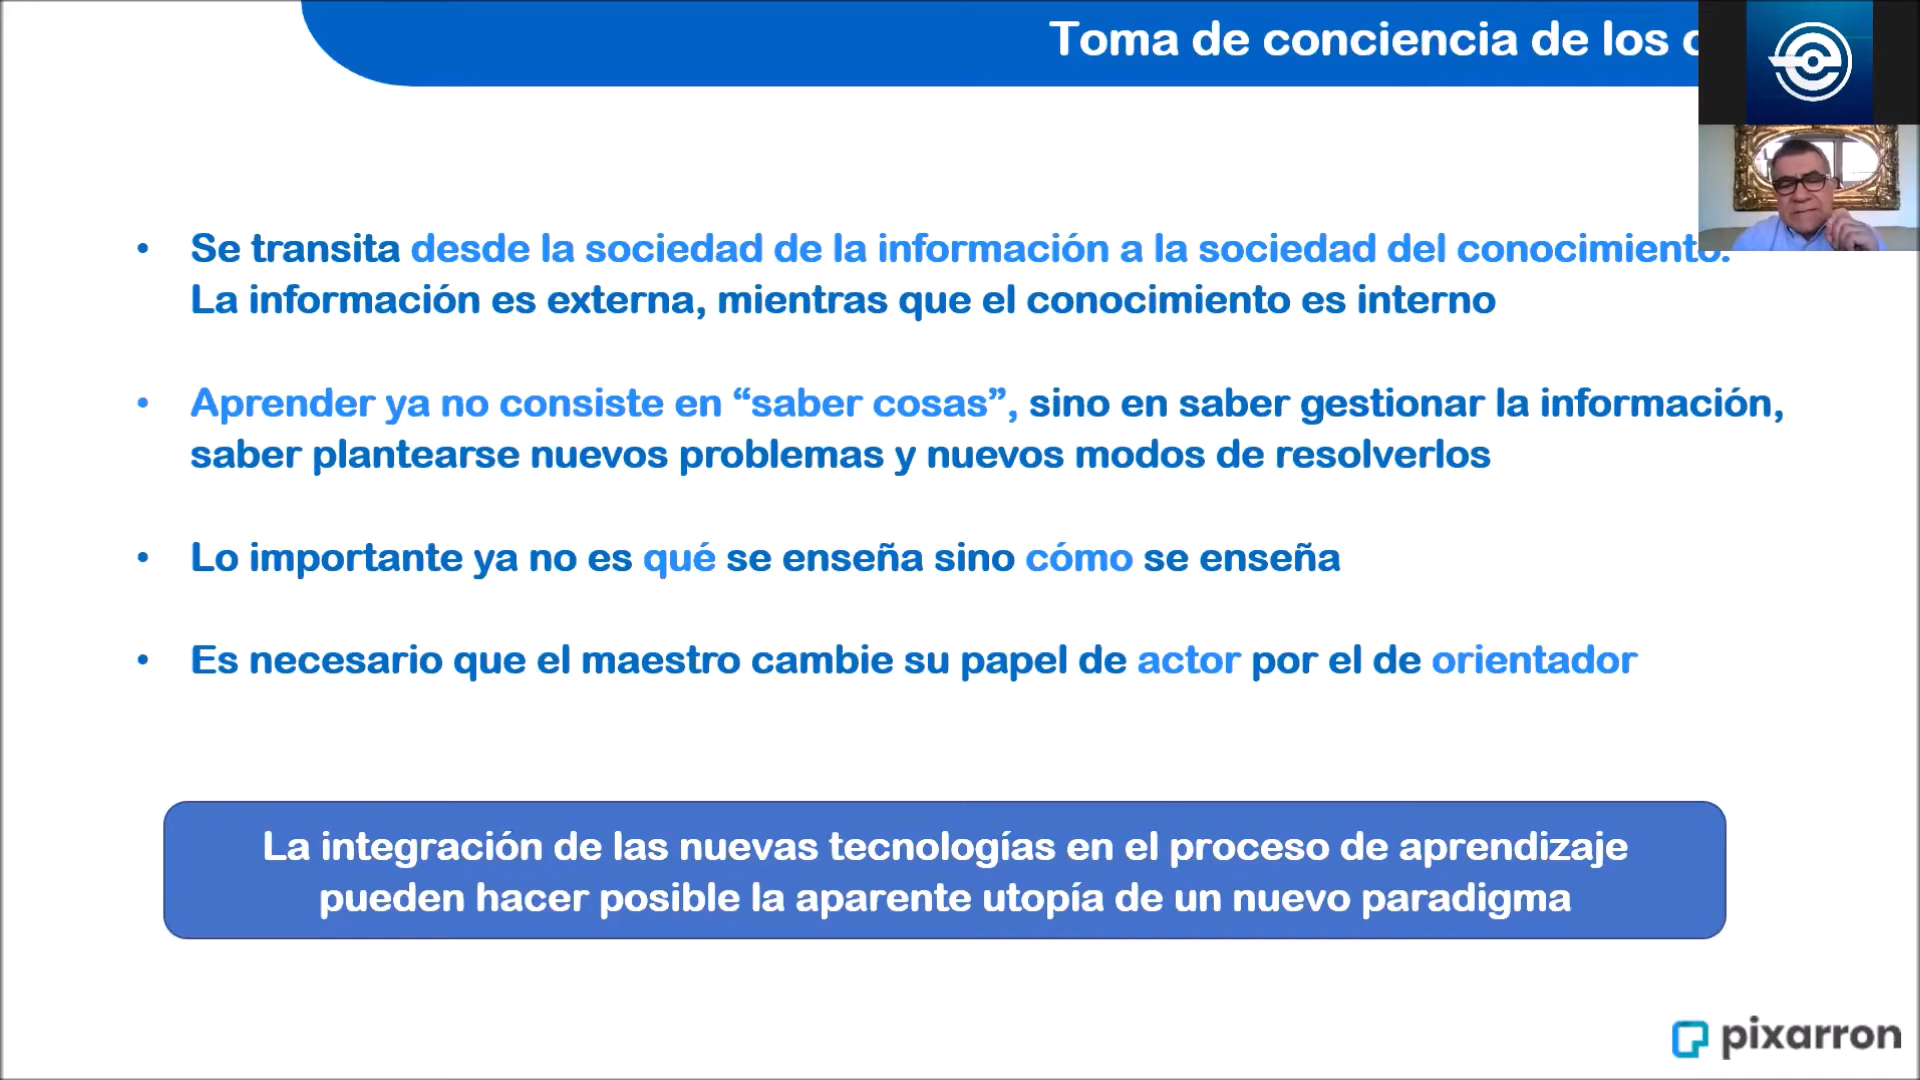 Toma de conciencia de los
• Se transita desde la sociedad de la información a la sociedad del conocimiento.
La información es externa, mientras que el conocimiento es interno
• Aprender ya no consiste en “saber cosas”, sino en saber gestionar la información,
saber plantearse nuevos problemas y nuevos modos de resolverlos
• Lo importante ya no es qué se enseña sino cómo se enseña
• Es necesario que el maestro cambie su papel de actor por el de orientador
La integración de las nuevas tecnologías en el proceso de aprendizaje
pueden hacer posible la aparente utopía de un nuevo paradigma
pixarron